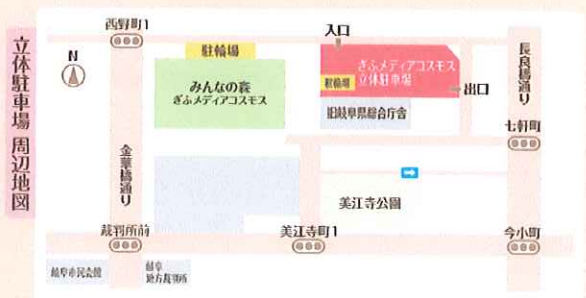 立体駐車場 周辺地図
西野町1
入口
駐輪場
N
みんなの森
ぎふメディアコスモス
ぎふメディアコスモス
立体駐車場
駐輪場
出口
長良橋通り
旧岐阜県総合庁舎
七軒町
金華橋通り
美江寺公園
裁判所前
美江寺町1
今小町
岐阜市民会館
岐阜
地方裁判所